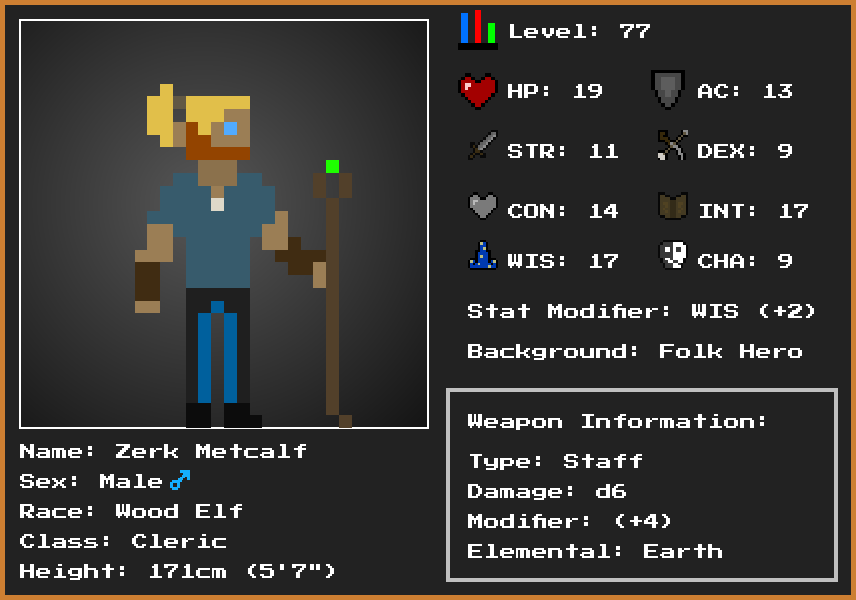 Level: 77
HP: 19 AC: 13
STR: 11 DEX: 9
CON: 14 INT: 17
WIS: 17 CHA: 9
Stat Modifier: WIS (+2)
Background: Folk Hero
Weapon Information:
Type: Staff
Damage: d6
Modifier: (+4)
Elemental: Earth
Name: Zerk Metcalf
Sex: Male♂
Race: Wood Elf
Class: Cleric
Height: 171cm (5'7")